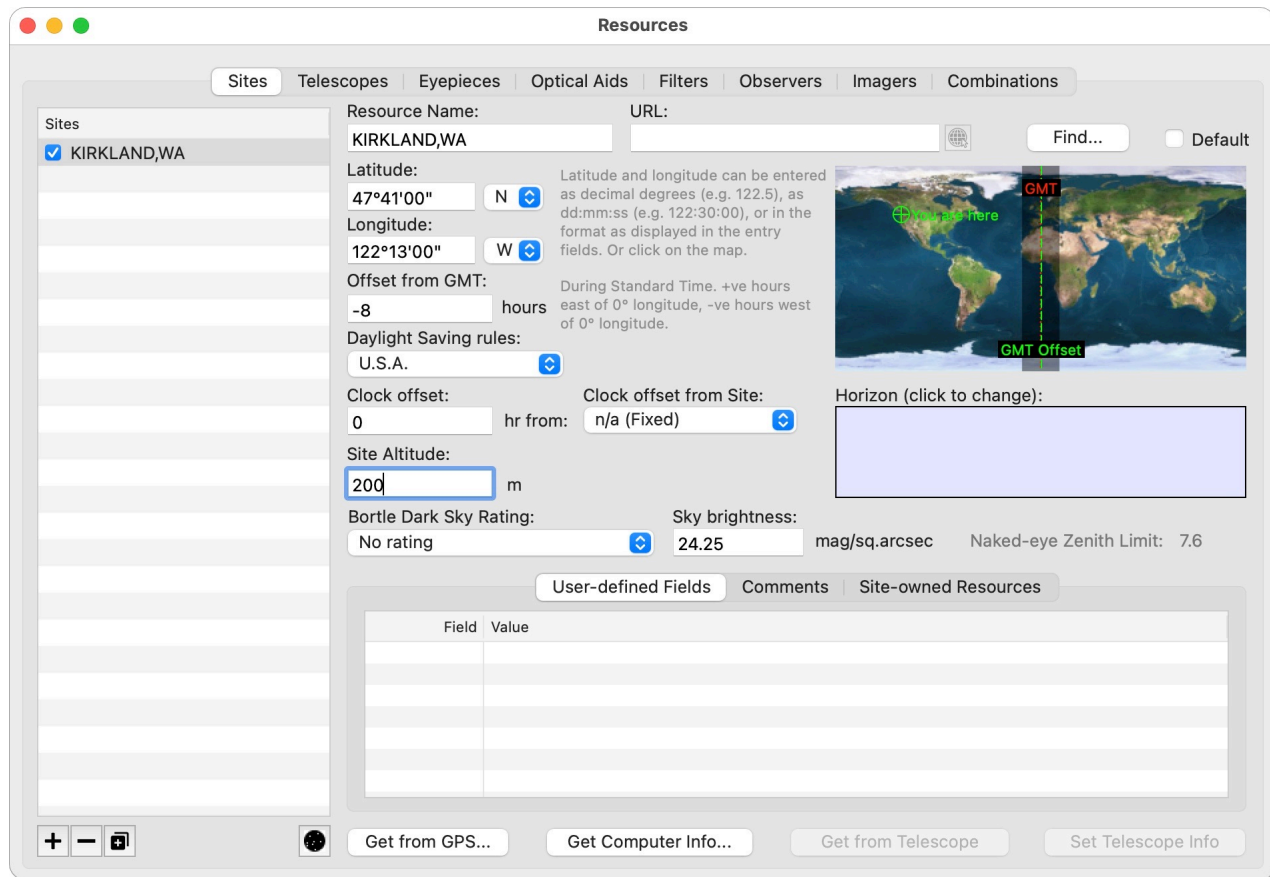 Resources
Sites Telescopes Eyepieces Optical Aids Filters Observers Imagers Combinations
Sites
KIRKLAND,WA
Resource Name:
KIRKLAND,WA
URL:
Find...
Default
Latitude:
47°41'00"
N
Longitude:
122°13'00"
W
Latitude and longitude can be entered
as decimal degrees (e.g. 122.5), as
dd:mm:ss (e.g. 122:30:00), or in the
format as displayed in the entry
fields. Or click on the map.
Offset from GMT:
-8
hours
During Standard Time. +ve hours
east of 0° longitude, -ve hours west
of 0° longitude.
GMT
You are here
GMT Offset
Daylight Saving rules:
U.S.A.
Clock offset:
0
hr from:
Clock offset from Site:
n/a (Fixed)
Horizon (click to change):
Site Altitude:
200
m
Bortle Dark Sky Rating:
No rating
Sky brightness:
24.25
mag/sq.arcsec
Naked-eye Zenith Limit: 7.6
User-defined Fields Comments Site-owned Resources
Field Value
Get from GPS... Get Computer Info... Get from Telescope Set Telescope Info